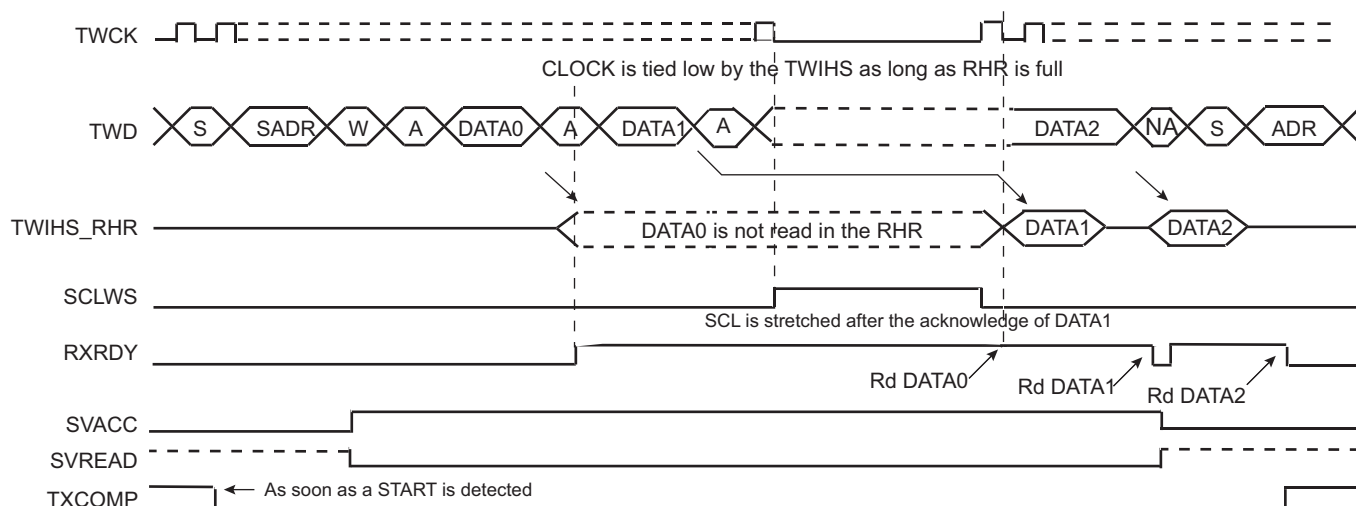 TWCK
CLOCK is tied low by the TWIHS as long as RHR is full
TWD S SADR W A DATA0 A DATA1 A DATA2 NA S ADR
TWIHS_RHR DATA0 is not read in the RHR DATA1 DATA2
SCLWS
SCL is stretched after the acknowledge of DATA1
RXRDY
Rd DATA0 Rd DATA1 Rd DATA2
SVACC
SVREAD
TXCOMP As soon as a START is detected